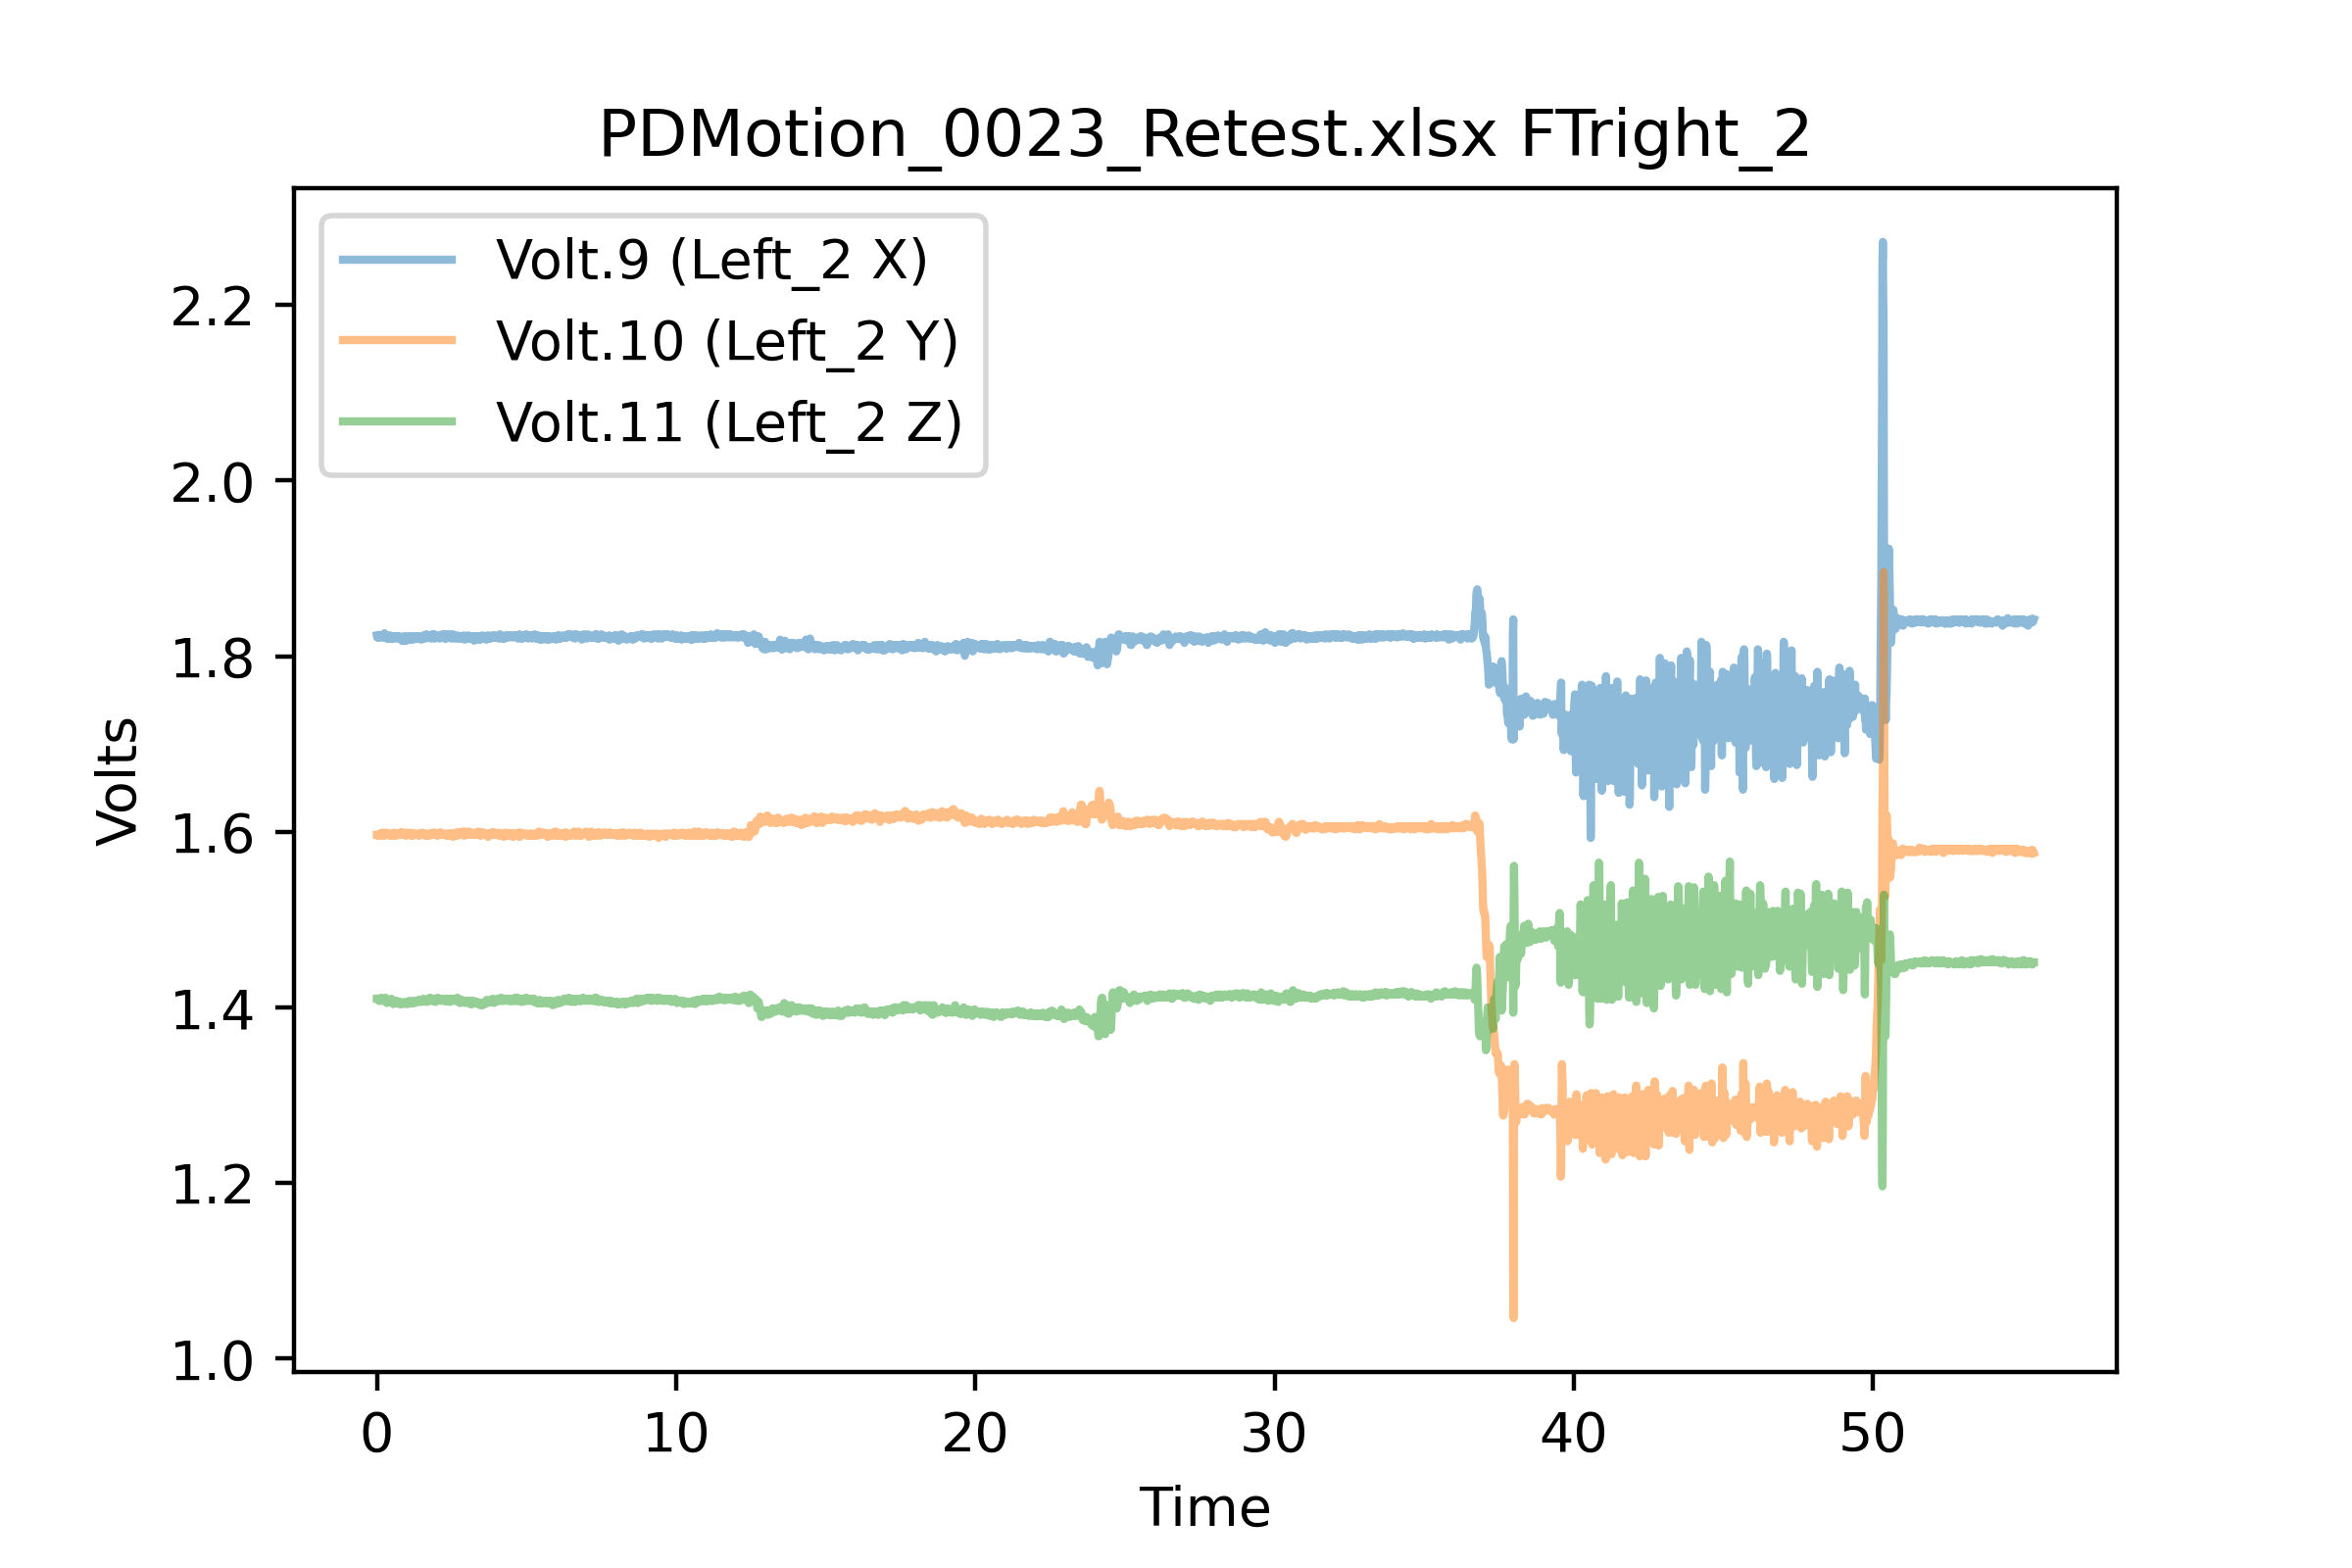 PDMotion_0023_Retest.xlsx FTright_2
Volt.9 (Left_2 X)
Volt.10 (Left_2 Y)
Volt.11 (Left_2 Z)
2.2
2.0
1.8
1.6
1.4
1.2
1.0
Volts
0 10 20 30 40 50
Time